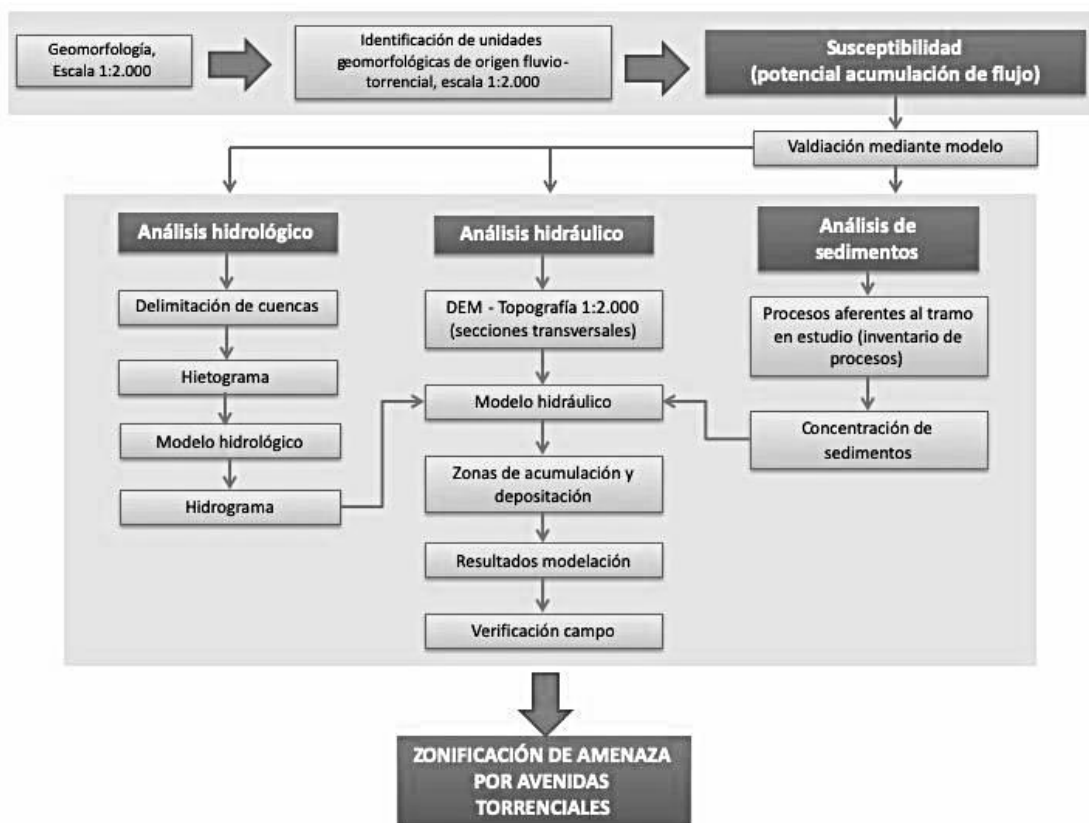 Geomorfología,
Escala 1:2.000
Identificación de unidades
geomorfológicas de origen fluvio-
torrencial, escala 1:2.000
Susceptibilidad
(potencial acumulación de flujo)
Valdiación mediante modelo
Análisis hidrológico
Delimitación de cuencas
Hietograma
Modelo hidrológico
Hidrograma
Análisis hidráulico
DEM - Topografía 1:2.000
(secciones transversales)
Modelo hidráulico
Zonas de acumulación y
depositación
Resultados modelación
Verificación campo
Análisis de
sedimentos
Procesos aferentes al tramo
en estudio (inventario de
procesos)
Concentración de
sedimentos
ZONIFICACIÓN DE AMENAZA
POR AVENIDAS
TORRENCIALES